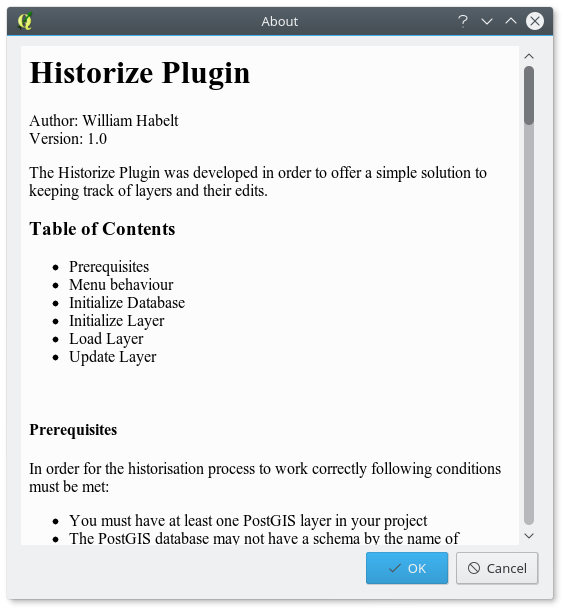 About
Historize Plugin
Author: William Habelt
Version: 1.0
The Historize Plugin was developed in order to offer a simple solution to
keeping track of layers and their edits.
Table of Contents
• Prerequisites
• Menu behaviour
• Initialize Database
• Initialize Layer
• Load Layer
• Update Layer
Prerequisites
In order for the historisation process to work correctly following conditions
must be met:
• You must have at least one PostGIS layer in your project
• The PostGIS database may not have a schema by the name of
OK
Cancel